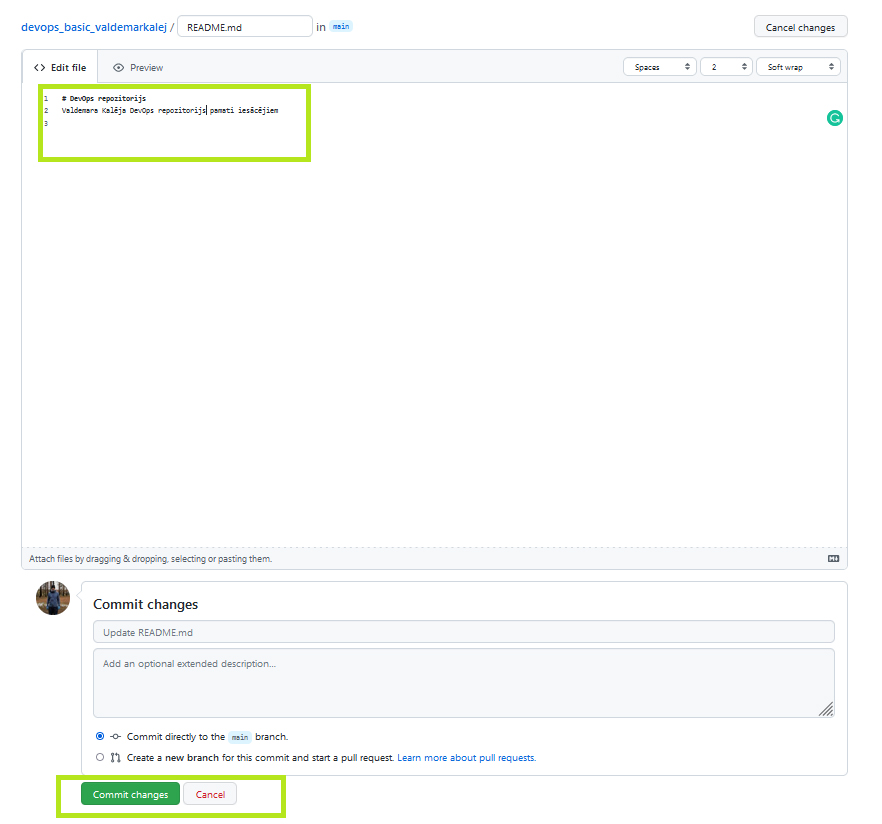 devops_basic_valdemarkalej / README.md in main Cancel changes
Edit file Preview Spaces 2 Soft wrap
1 # DevOps repozitorijs
2 Valdemara Kalēja DevOps repozitorijs pamati iesācējiem
3
Attach files by dragging & dropping, selecting or pasting them.
Commit changes
Update README.md
Add an optional extended description...
Commit directly to the main branch.
Create a new branch for this commit and start a pull request. Learn more about pull requests.
Commit changes Cancel